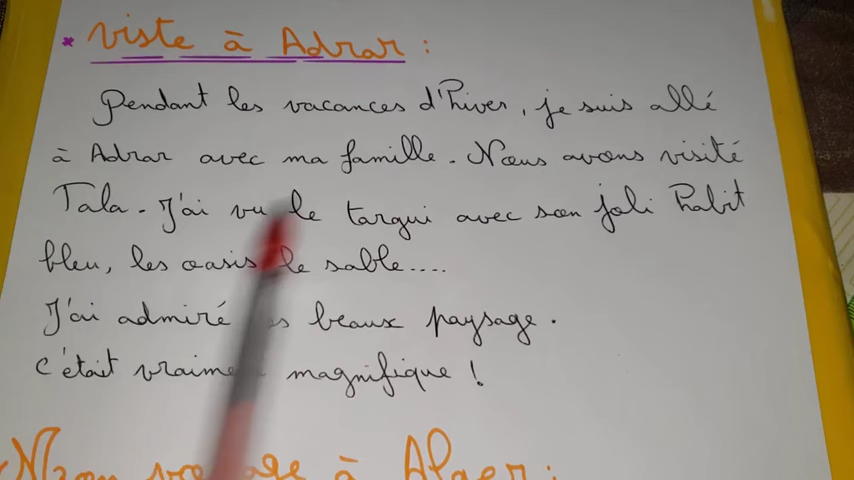 * viste à Adrar :
Pendant les vacances d'hiver, je suis allé
à Adrar avec ma famille. Nous avons visité
Tala. J'ai vu le targui avec son joli habit
bleu, les oasis le sable....
J'ai admiré beaux paysage.
c'était magnifique !
à Alger :